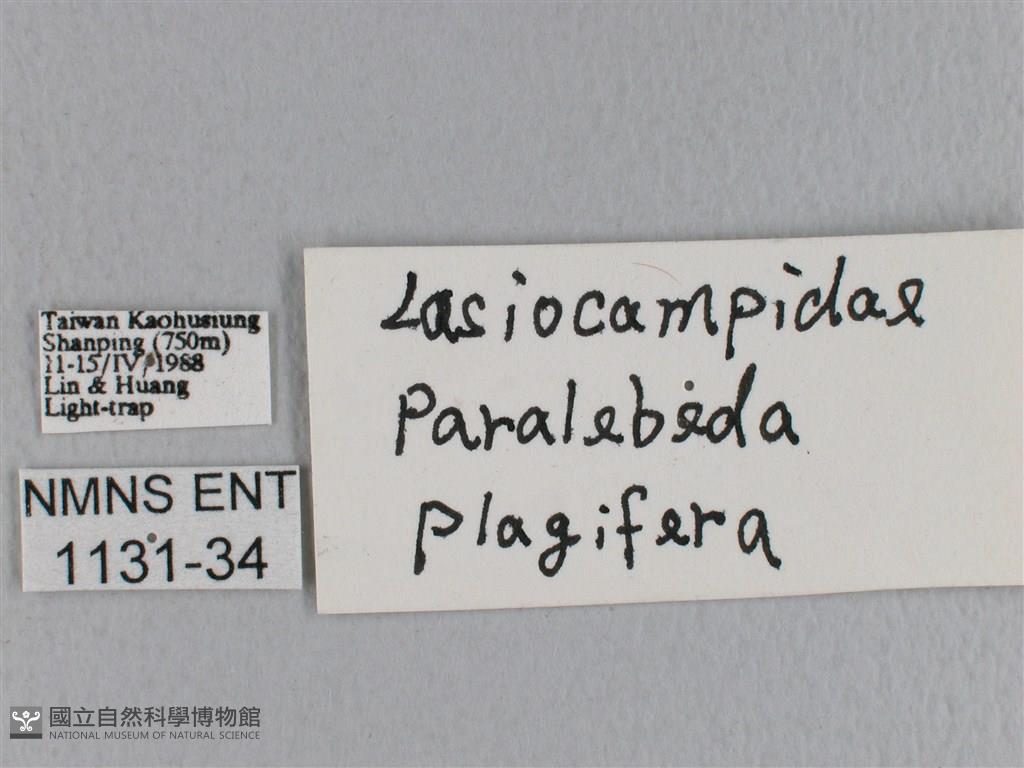 Taiwan Kaohusiung
Shanping (750m)
11-15/IV/1988
Lin & Huang
Light-trap
NMNS ENT
1131-34
Lasiocampidae
Paralebeda
plagifera
國立自然科學博物館
NATIONAL MUSEUM OF NATURAL SCIENCE